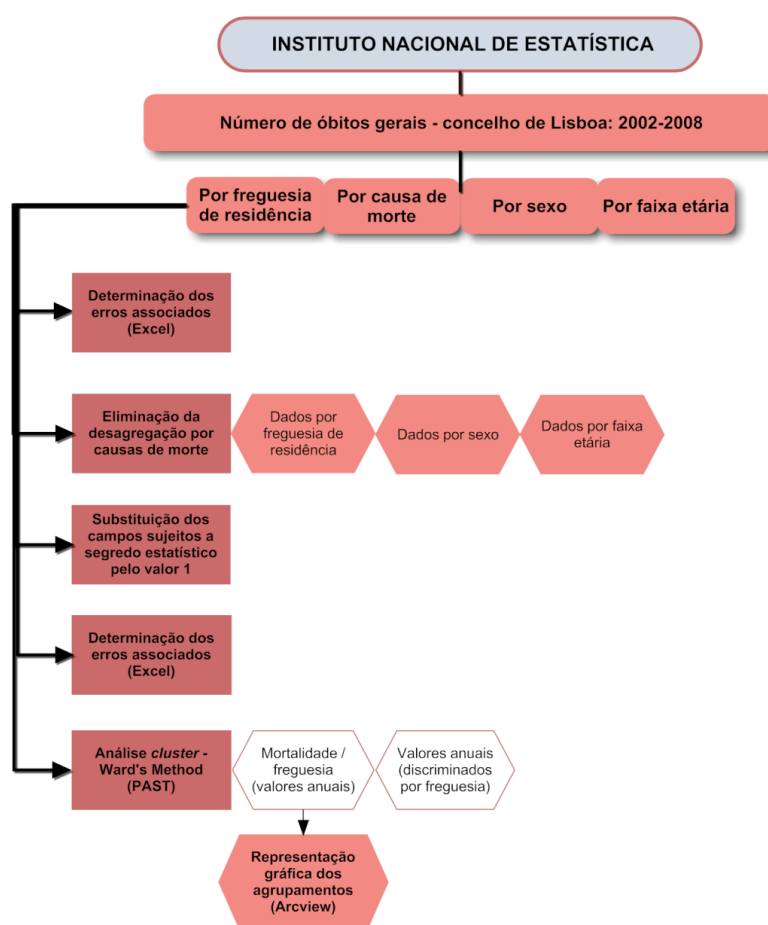 INSTITUTO NACIONAL DE ESTATÍSTICA
Número de óbitos gerais - concelho de Lisboa: 2002-2008
Por freguesia
de residência
Por causa de
morte
Por sexo
Por faixa etária
Determinação dos
erros associados
(Excel)
Eliminação da
desagregação por
causas de morte
Dados por
freguesia de
residência
Dados por sexo
Dados por faixa
etária
Substituição dos
campos sujeitos a
segredo estatístico
pelo valor 1
Determinação dos
erros associados
(Excel)
Análise cluster -
Ward's Method
(PAST)
Mortalidade /
freguesia
(valores anuais)
Valores anuais
(discriminados
por freguesia)
Representação
gráfica dos
agrupamentos
(Arcview)